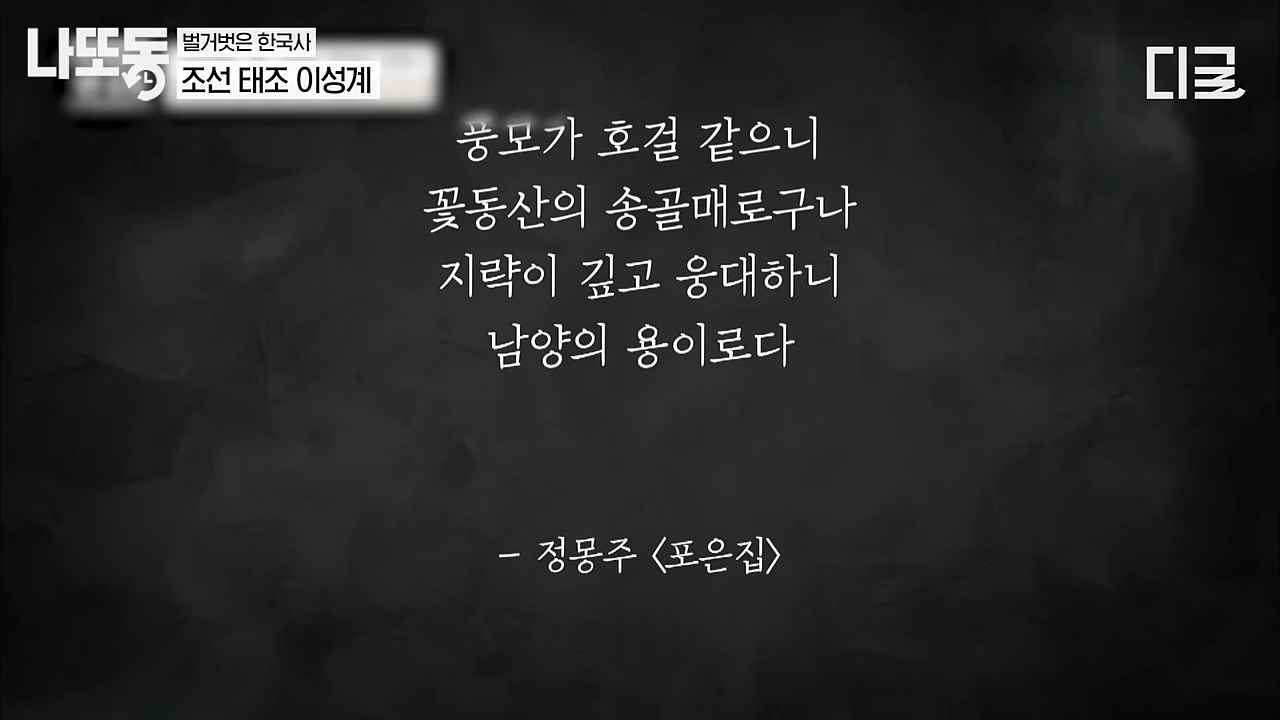 나또동
벌거벗은 한국사
조선 태조 이성계
디글
풍모가 호걸 같으니
꽃동산의 송골매로구나
지략이 깊고 웅대하니
남양의 용이로다
- 정몽주 〈포은집〉